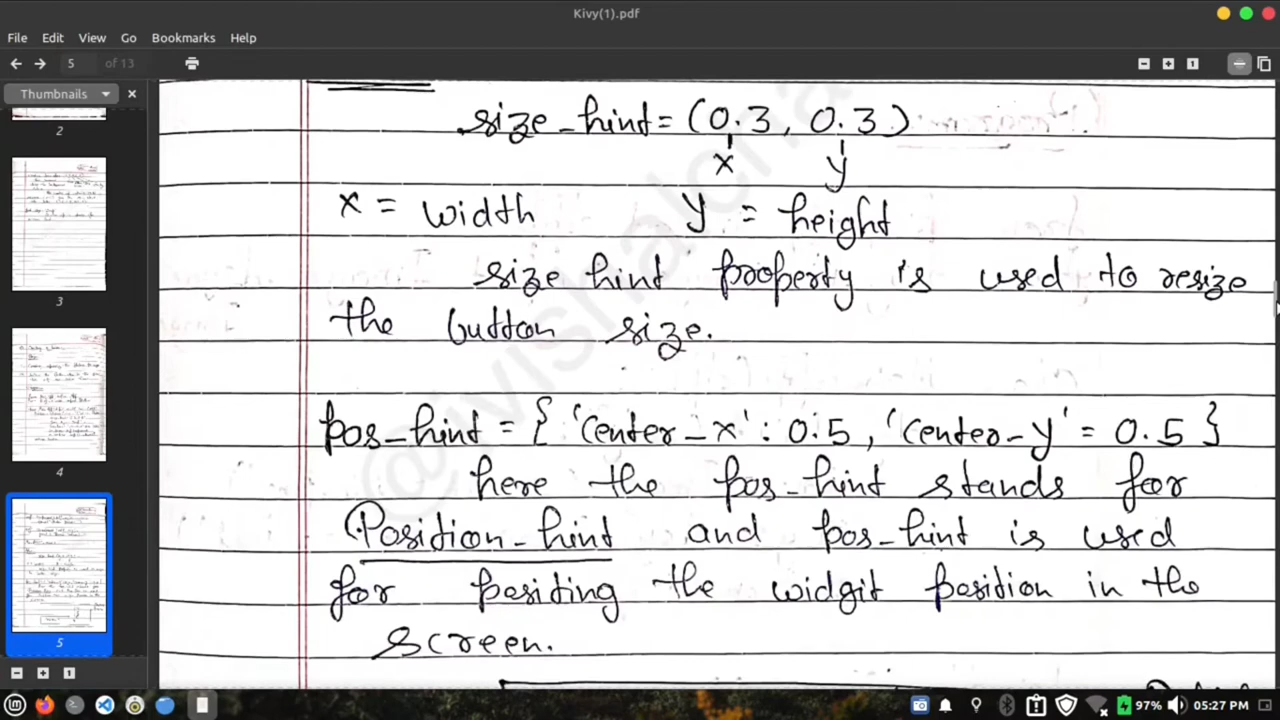 Kivy(1).pdf
File Edit View Go Bookmarks Help
5 of 13
Thumbnails
size_hint=(0.3, 0.3)
x y
x = width y = height
size hint property is used to resize
the button size.
pos_hint = { 'center_x' : 0.5, 'center_y' = 0.5 }
here the pos_hint stands for
Position_hint and pos_hint is used
for positing the widgit position in the
screen.
2
3
4
5
97% 05:27 PM